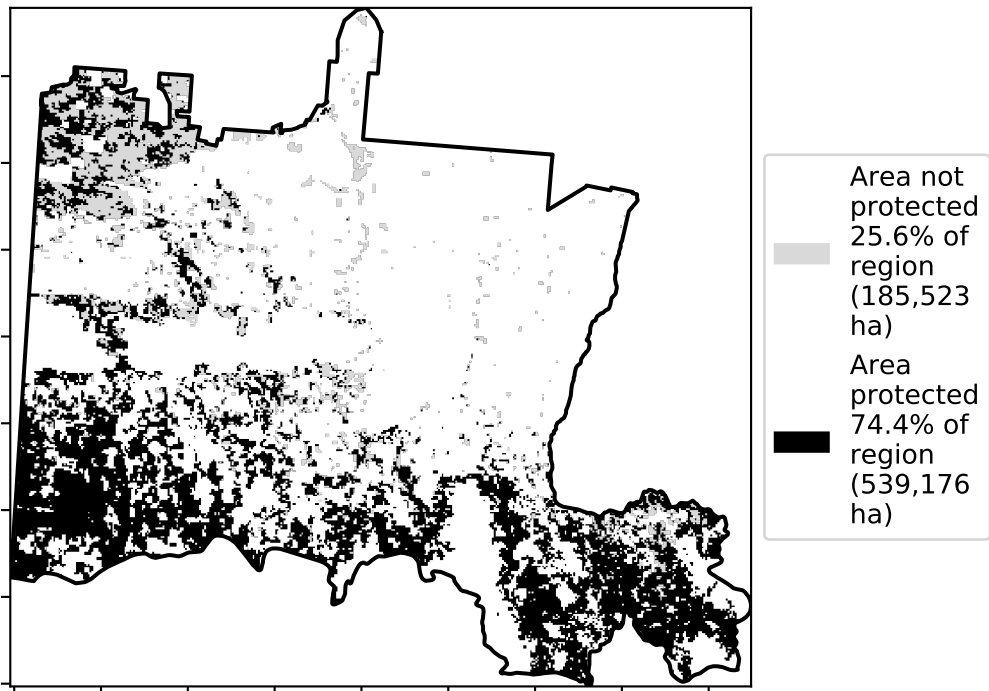 Area not
protected
25.6% of
region
(185,523
ha)
Area
protected
74.4% of
region
(539,176
ha)